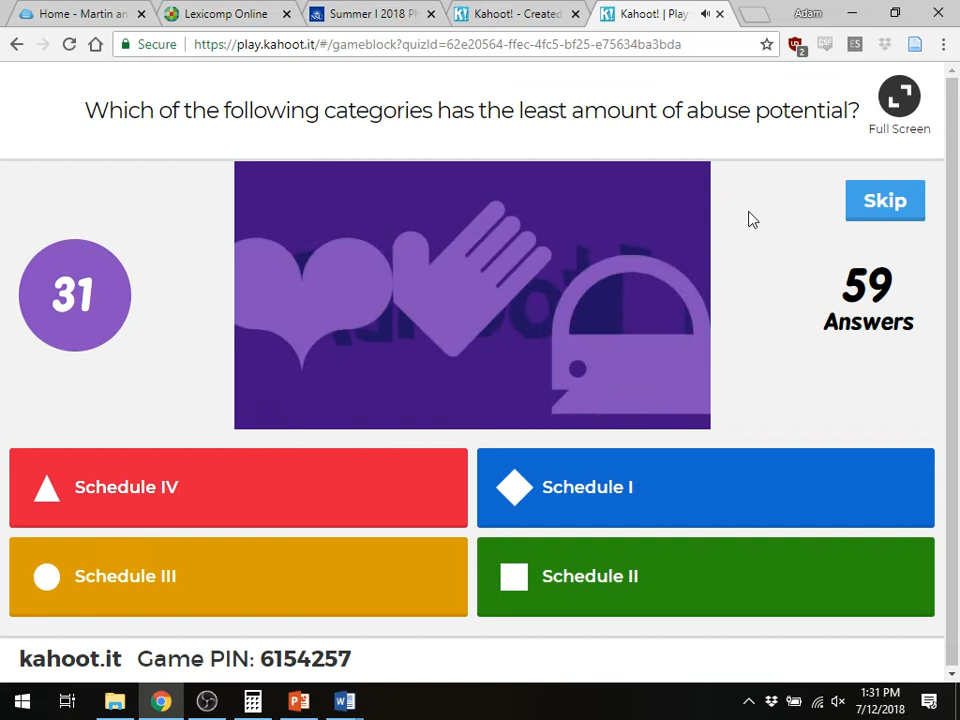 Home - Martin an
Lexicomp Online
Summer I 2018 Ph
Kahoot! - Created
Kahoot! | Play
Adam
Secure
https://play.kahoot.it/#/gameblock?quizId=62e20564-ffec-4fc5-bf25-e75634ba3bda
2
CSS
ES
Which of the following categories has the least amount of abuse potential?
Full Screen
Skip
31
59
Answers
Schedule IV
Schedule I
Schedule III
Schedule II
kahoot.it Game PIN: 6154257
1:31 PM
7/12/2018